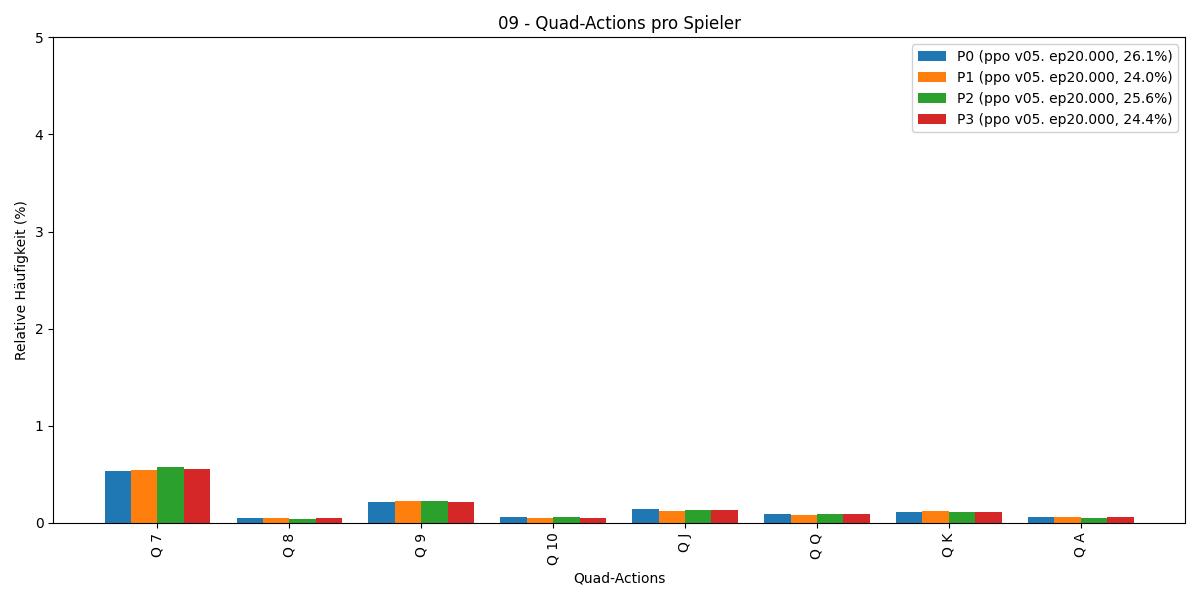 09 - Quad-Actions pro Spieler
P0 (ppo v05. ep20.000, 26.1%)
P1 (ppo v05. ep20.000, 24.0%)
P2 (ppo v05. ep20.000, 25.6%)
P3 (ppo v05. ep20.000, 24.4%)
Relative Häufigkeit (%)
5
4
3
2
1
0
Q 7
Q 8
Q 9
Q 10
Q J
Q Q
Q K
Q A
Quad-Actions